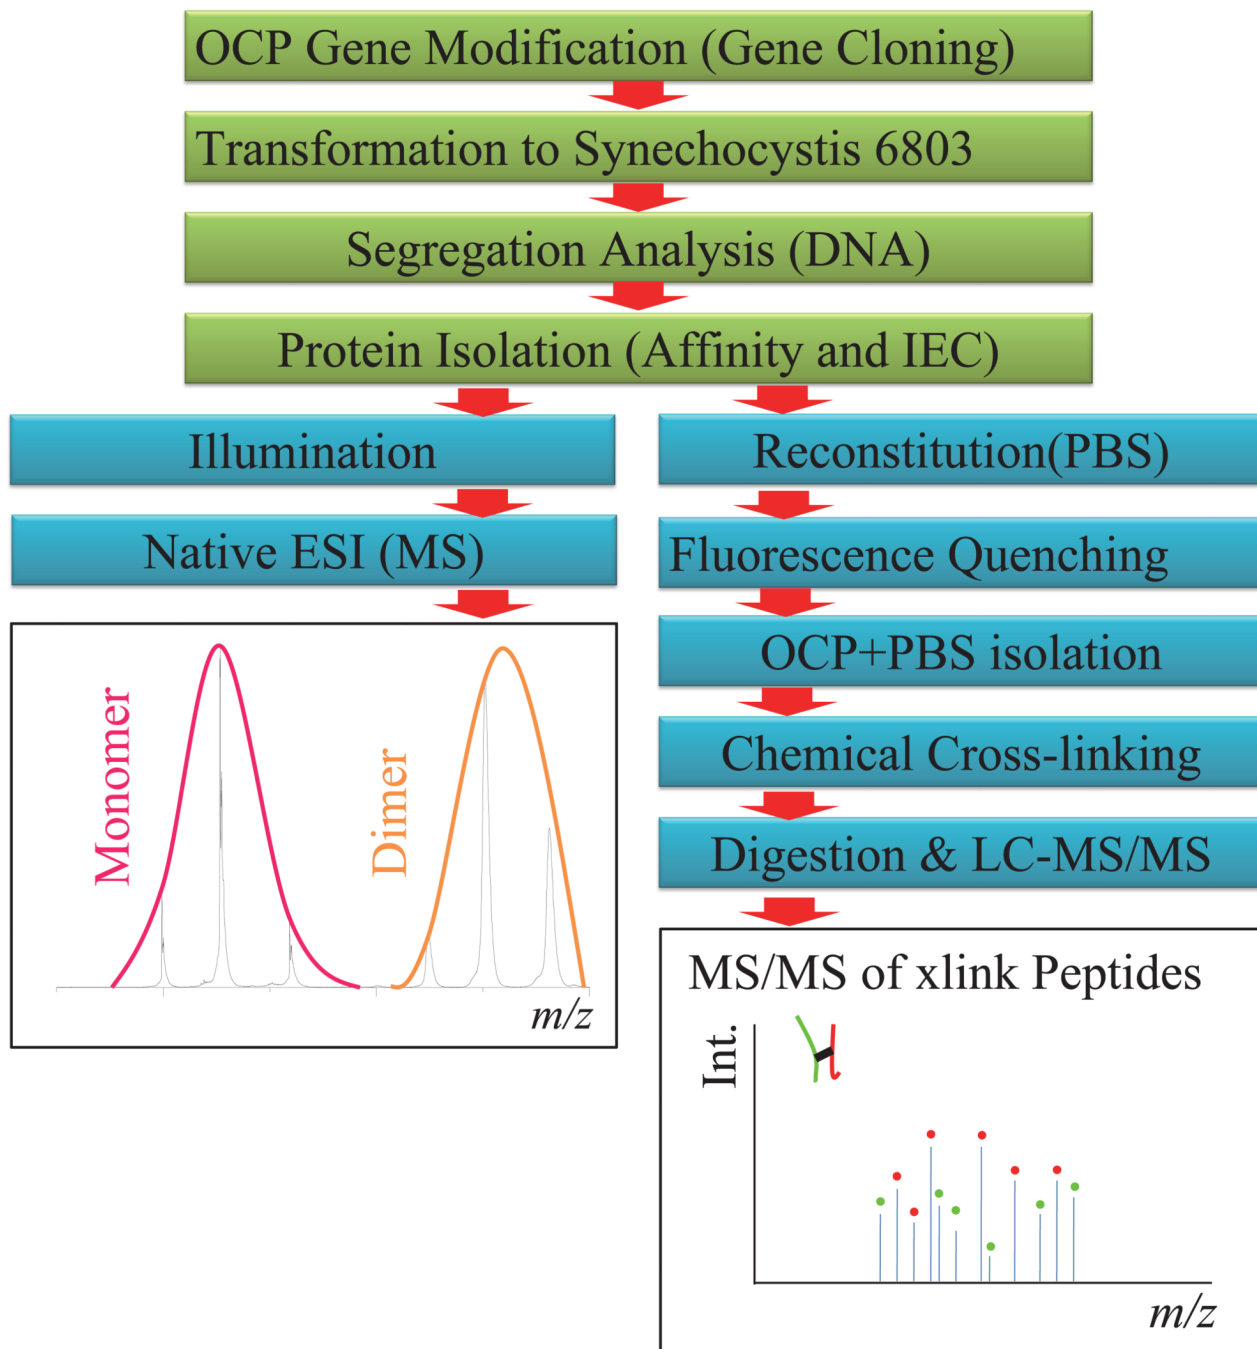 OCP Gene Modification (Gene Cloning)
Transformation to Synechocystis 6803
Segregation Analysis (DNA)
Protein Isolation (Affinity and IEC)
Illumination
Native ESI (MS)
Monomer
Dimer
m/z
Reconstitution(PBS)
Fluorescence Quenching
OCP+PBS isolation
Chemical Cross-linking
Digestion & LC-MS/MS
MS/MS of xlink Peptides
Int.
m/z